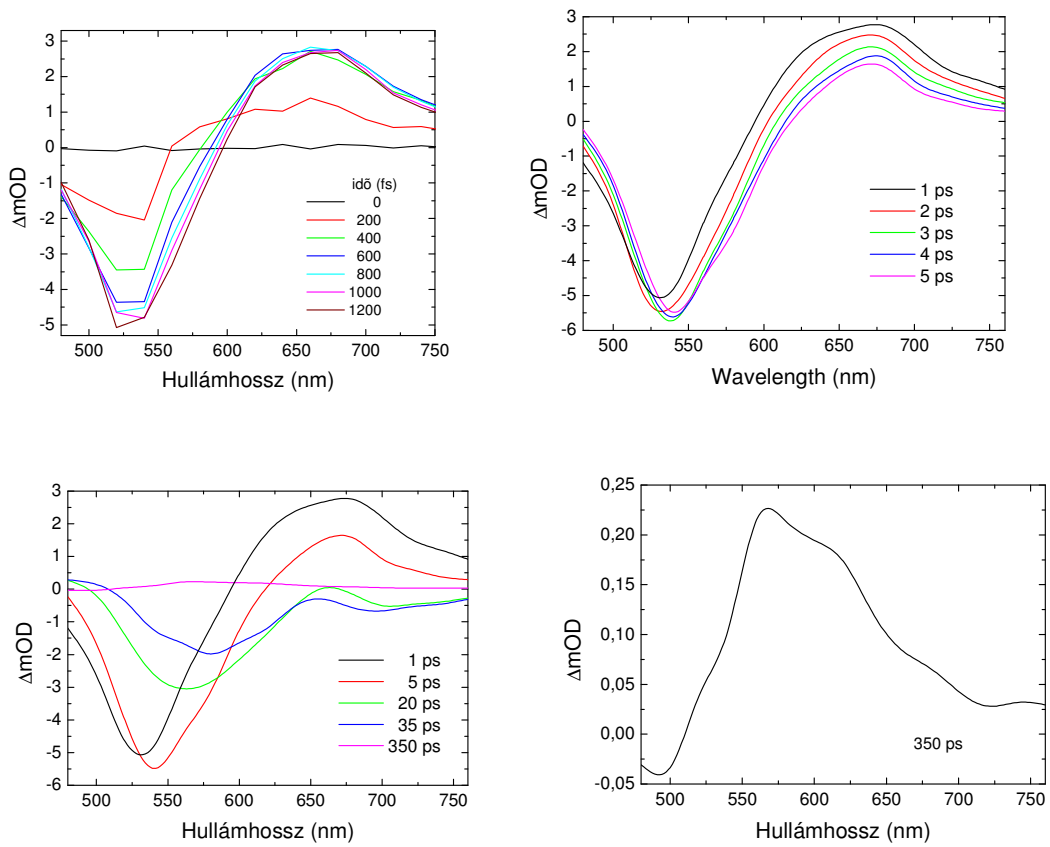 3
2
1
0
-1
-2
-3
-4
-5
500 550 600 650 700 750
ΔmOD
Hullámhossz (nm)
idõ (fs)
0
200
400
600
800
1000
1200
3
2
1
0
-1
-2
-3
-4
-5
-6
500 550 600 650 700 750
ΔmOD
Wavelength (nm)
1 ps
2 ps
3 ps
4 ps
5 ps
3
2
1
0
-1
-2
-3
-4
-5
-6
500 550 600 650 700 750
ΔmOD
Hullámhossz (nm)
1 ps
5 ps
20 ps
35 ps
350 ps
0,25
0,20
0,15
0,10
0,05
0,00
-0,05
500 550 600 650 700 750
ΔmOD
Hullámhossz (nm)
350 ps